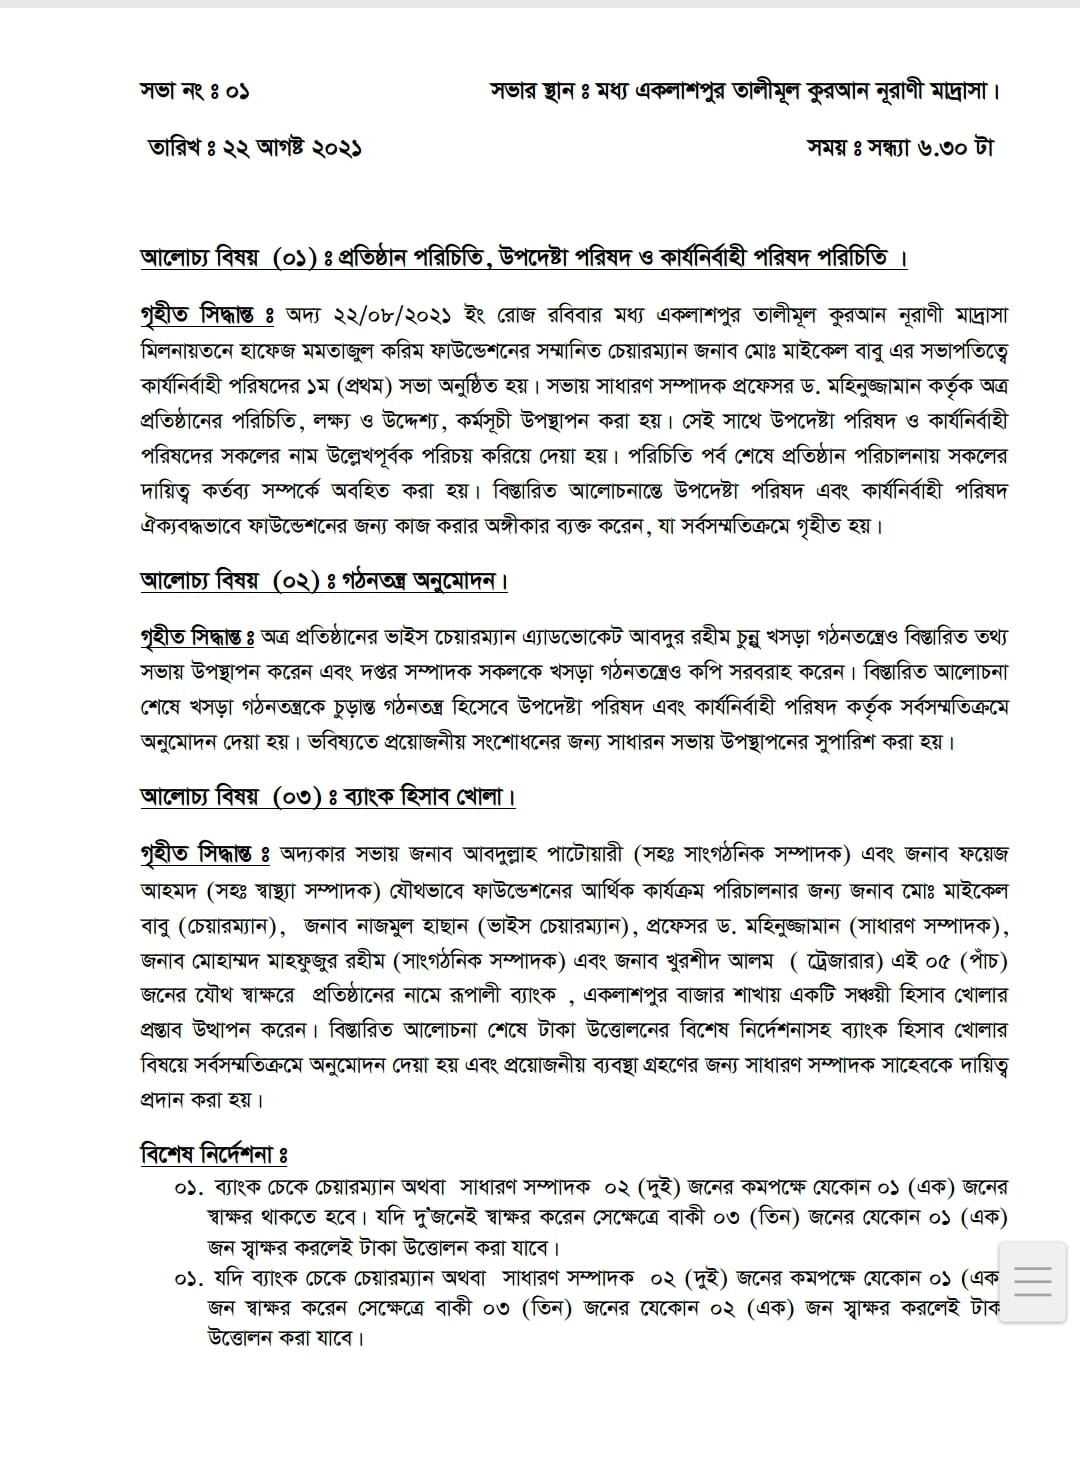 সভা নং ঃ ০১ সভার স্থান ঃ মধ্য একলাশপুর তালীমূল কুরআন নূরাণী মাদ্রাসা।
তারিখ ঃ ২২ আগষ্ট ২০২১ সময় ঃ সন্ধ্যা ৬.৩০ টা
আলোচ্য বিষয় (০১) ঃ প্রতিষ্ঠান পরিচিতি, উপদেষ্টা পরিষদ ও কার্যনির্বাহী পরিষদ পরিচিতি ।
গৃহীত সিদ্ধান্ত ঃ অদ্য ২২/০৮/২০২১ ইং রোজ রবিবার মধ্য একলাশপুর তালীমূল কুরআন নূরাণী মাদ্রাসা
মিলনায়তনে হাফেজ মমতাজুল করিম ফাউন্ডেশনের সম্মানিত চেয়ারম্যান জনাব মোঃ মাইকেল বাবু এর সভাপতিত্বে
কার্যনির্বাহী পরিষদের ১ম (প্রথম) সভা অনুষ্ঠিত হয়। সভায় সাধারণ সম্পাদক প্রফেসর ড. মহিনুজ্জামান কর্তৃক অত্র
প্রতিষ্ঠানের পরিচিতি, লক্ষ্য ও উদ্দেশ্য, কর্মসূচী উপস্থাপন করা হয়। সেই সাথে উপদেষ্টা পরিষদ ও কার্যনির্বাহী
পরিষদের সকলের নাম উল্লেখপূর্বক পরিচয় করিয়ে দেয়া হয়। পরিচিতি পর্ব শেষে প্রতিষ্ঠান পরিচালনায় সকলের
দায়িত্ব কর্তব্য সম্পর্কে অবহিত করা হয়। বিস্তারিত আলোচনান্তে উপদেষ্টা পরিষদ এবং কার্যনির্বাহী পরিষদ
ঐক্যবদ্ধভাবে ফাউন্ডেশনের জন্য কাজ করার অঙ্গীকার ব্যক্ত করেন, যা সর্বসম্মতিক্রমে গৃহীত হয়।
আলোচ্য বিষয় (০২) ঃ গঠনতন্ত্র অনুমোদন।
গৃহীত সিদ্ধান্ত ঃ অত্র প্রতিষ্ঠানের ভাইস চেয়ারম্যান এ্যাডভোকেট আবদুর রহীম চুন্নু খসড়া গঠনতন্ত্রেও বিস্তারিত তথ্য
সভায় উপস্থাপন করেন এবং দপ্তর সম্পাদক সকলকে খসড়া গঠনতন্ত্রেও কপি সরবরাহ করেন। বিস্তারিত আলোচনা
শেষে খসড়া গঠনতন্ত্রকে চুড়ান্ত গঠনতন্ত্র হিসেবে উপদেষ্টা পরিষদ এবং কার্যনির্বাহী পরিষদ কর্তৃক সর্বসম্মতিক্রমে
অনুমোদন দেয়া হয়। ভবিষ্যতে প্রয়োজনীয় সংশোধনের জন্য সাধারন সভায় উপস্থাপনের সুপারিশ করা হয়।
আলোচ্য বিষয় (০৩) ঃ ব্যাংক হিসাব খোলা।
গৃহীত সিদ্ধান্ত ঃ অদ্যকার সভায় জনাব আবদুল্লাহ পাটোয়ারী (সহঃ সাংগঠনিক সম্পাদক) এবং জনাব ফয়েজ
আহমদ (সহঃ স্বাস্থ্যা সম্পাদক) যৌথভাবে ফাউন্ডেশনের আর্থিক কার্যক্রম পরিচালনার জন্য জনাব মোঃ মাইকেল
বাবু (চেয়ারম্যান), জনাব নাজমুল হাছান (ভাইস চেয়ারম্যান), প্রফেসর ড. মহিনুজ্জামান (সাধারণ সম্পাদক),
জনাব মোহাম্মদ মাহফুজুর রহীম (সাংগঠনিক সম্পাদক) এবং জনাব খুরশীদ আলম ( ট্রেজারার) এই ০৫ (পাঁচ)
জনের যৌথ স্বাক্ষরে প্রতিষ্ঠানের নামে রূপালী ব্যাংক , একলাশপুর বাজার শাখায় একটি সঞ্চয়ী হিসাব খোলার
প্রস্তাব উত্থাপন করেন। বিস্তারিত আলোচনা শেষে টাকা উত্তোলনের বিশেষ নির্দেশনাসহ ব্যাংক হিসাব খোলার
বিষয়ে সর্বসম্মতিক্রমে অনুমোদন দেয়া হয় এবং প্রয়োজনীয় ব্যবস্থা গ্রহণের জন্য সাধারণ সম্পাদক সাহেবকে দায়িত্ব
প্রদান করা হয়।
বিশেষ নির্দেশনা ঃ
০১. ব্যাংক চেকে চেয়ারম্যান অথবা সাধারণ সম্পাদক ০২ (দুই) জনের কমপক্ষে যেকোন ০১ (এক) জনের
স্বাক্ষর থাকতে হবে। যদি দু'জনেই স্বাক্ষর করেন সেক্ষেত্রে বাকী ০৩ (তিন) জনের যেকোন ০১ (এক)
জন স্বাক্ষর করলেই টাকা উত্তোলন করা যাবে।
০১. যদি ব্যাংক চেকে চেয়ারম্যান অথবা সাধারণ সম্পাদক ০২ (দুই) জনের কমপক্ষে যেকোন ০১ (এক
জন স্বাক্ষর করেন সেক্ষেত্রে বাকী ০৩ (তিন) জনের যেকোন ০২ (এক) জন স্বাক্ষর করলেই টাক
উত্তোলন করা যাবে।